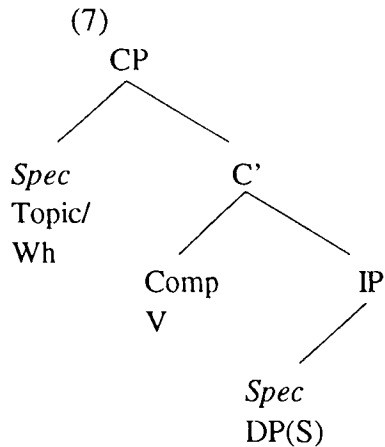 (7)
CP
Spec
Topic/
Wh
C’
Comp
V
IP
Spec
DP(S)